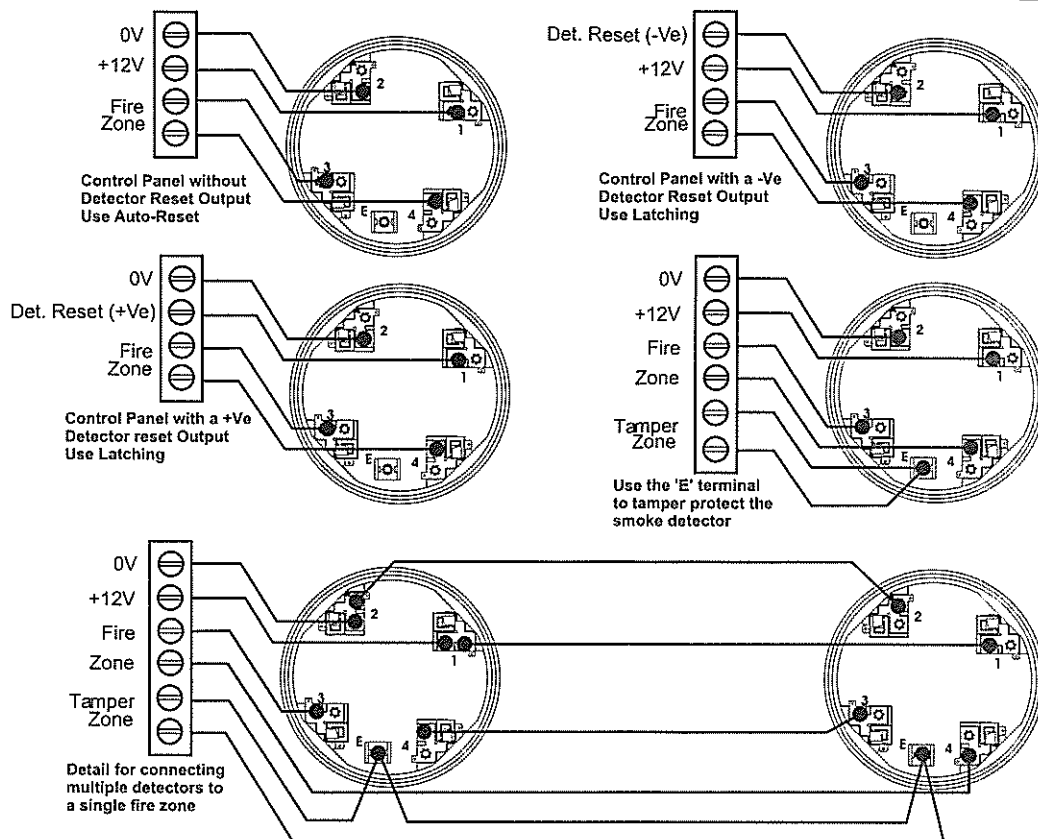 0V
+12V
Fire
Zone
2
1
3
4
E
Control Panel without
Detector Reset Output
Use Auto-Reset
Det. Reset (-Ve)
+12V
Fire
Zone
2
1
3
4
E
Control Panel with a -Ve
Detector Reset Output
Use Latching
0V
Det. Reset (+Ve)
Fire
Zone
2
1
3
4
E
Control Panel with a +Ve
Detector reset Output
Use Latching
0V
+12V
Fire
Zone
Tamper
Zone
2
1
3
4
E
Use the 'E' terminal
to tamper protect the
smoke detector
0V
+12V
Fire
Zone
Tamper
Zone
2
1
3
4
E
2
1
3
4
E
Detail for connecting
multiple detectors to
a single fire zone